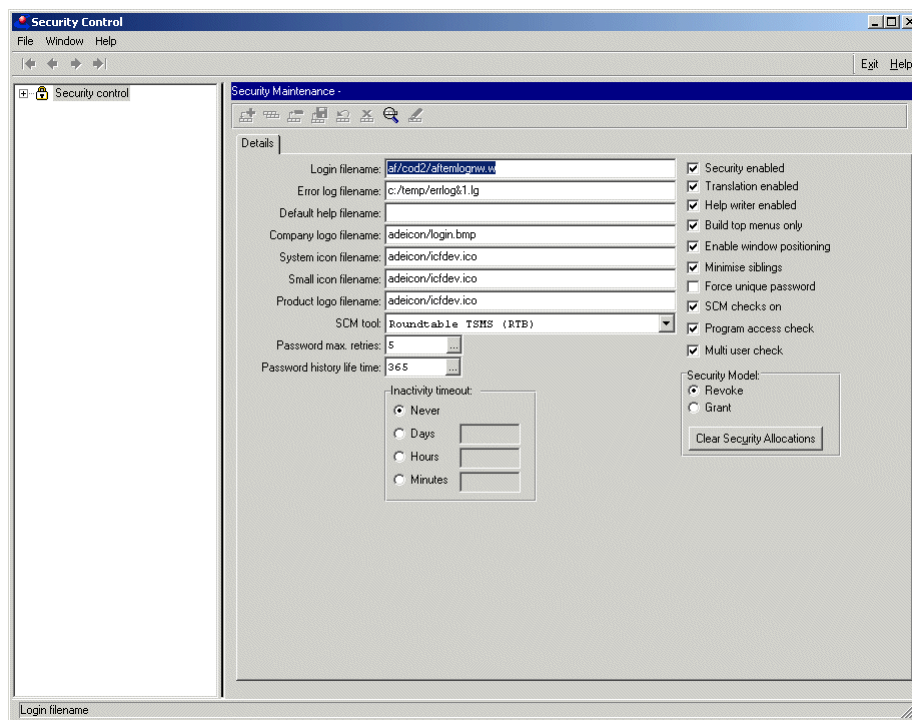 Security Control
File Window Help
Exit Help
Security control
Security Maintenance -
Details
Login filename: af/cod2/aftemlognw.w
Error log filename: c:/temp/errlog&1.lg
Default help filename:
Company logo filename: adeicon/login.bmp
System icon filename: adeicon/icfdev.ico
Small icon filename: adeicon/icfdev.ico
Product logo filename: adeicon/icfdev.ico
SCM tool: Roundtable TSMS (RTB)
Password max. retries: 5 ...
Password history life time: 365 ...
Inactivity timeout:
Never
Days
Hours
Minutes
Security enabled
Translation enabled
Help writer enabled
Build top menus only
Enable window positioning
Minimise siblings
Force unique password
SCM checks on
Program access check
Multi user check
Security Model:
Revoke
Grant
Clear Security Allocations
Login filename